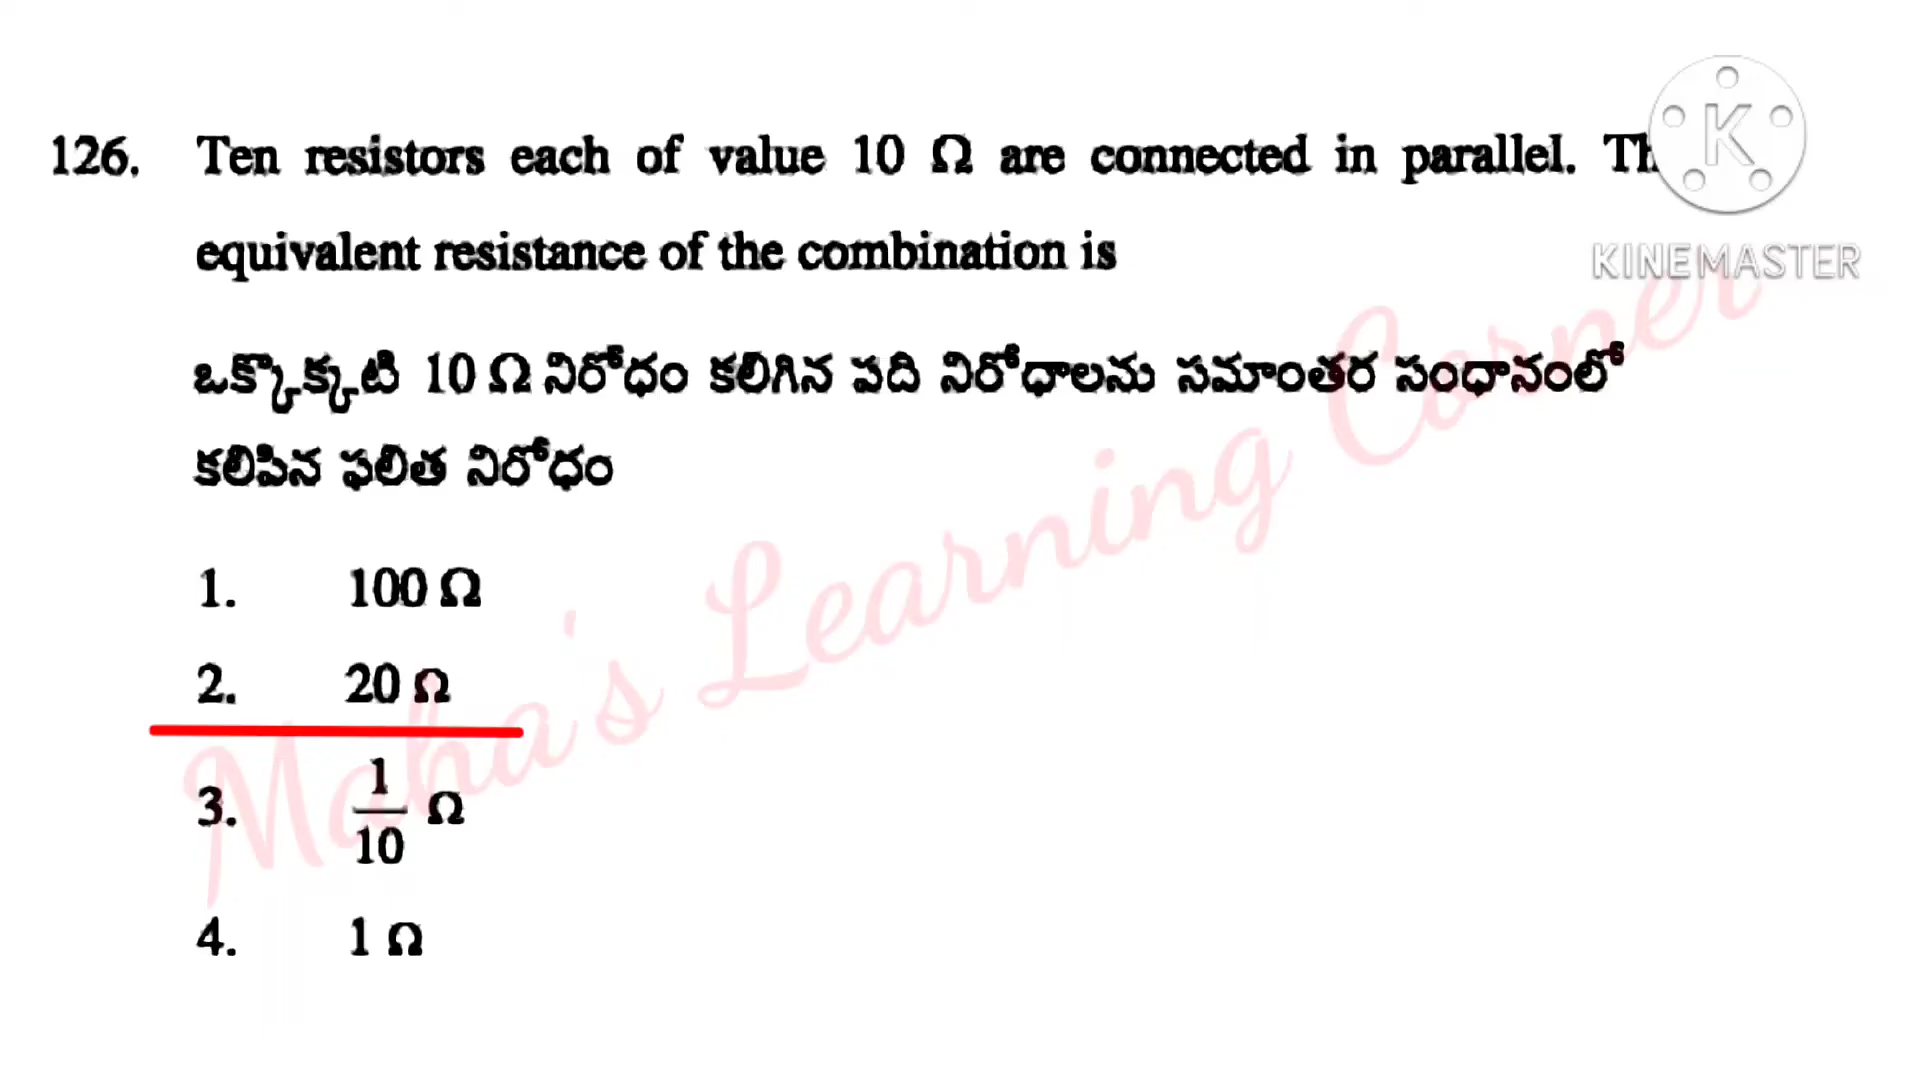 126. Ten resistors each of value 10 Ω are connected in parallel.
equivalent resistance of the combination is
ఒక్కొక్కటి 10 Ω నిరోధం కలిగిన పది నిరోధాలను సమాంతర సంధానంలో
కలిపిన ఫలిత నిరోధం
1. 100 Ω
2. 20 Ω
3. 1/10 Ω
4. 1 Ω
K
KINEMASTER
Maha's Learning Corner